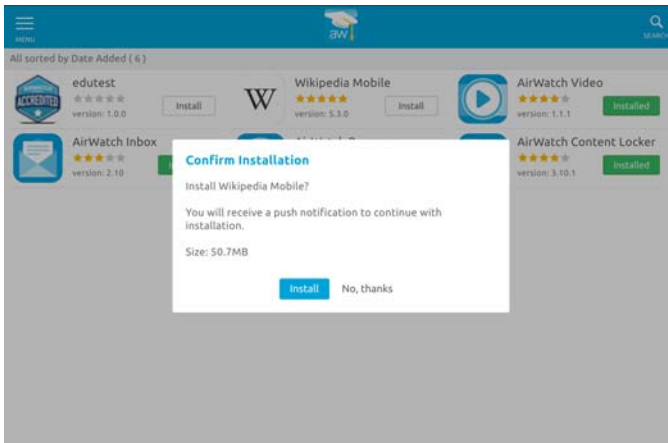 aw
MENU
SEARCH
All sorted by Date Added ( 6 )
edutest
version: 1.0.0
Install
ACCREDITED
W
Wikipedia Mobile
version: 5.3.0
Install
AirWatch Video
version: 1.1.1
Installed
AirWatch Inbox
version: 2.10
AirWatch Content Locker
version: 3.10.1
Installed
Confirm Installation
Install Wikipedia Mobile?
You will receive a push notification to continue with
installation.
Size: 50.7MB
Install No, thanks